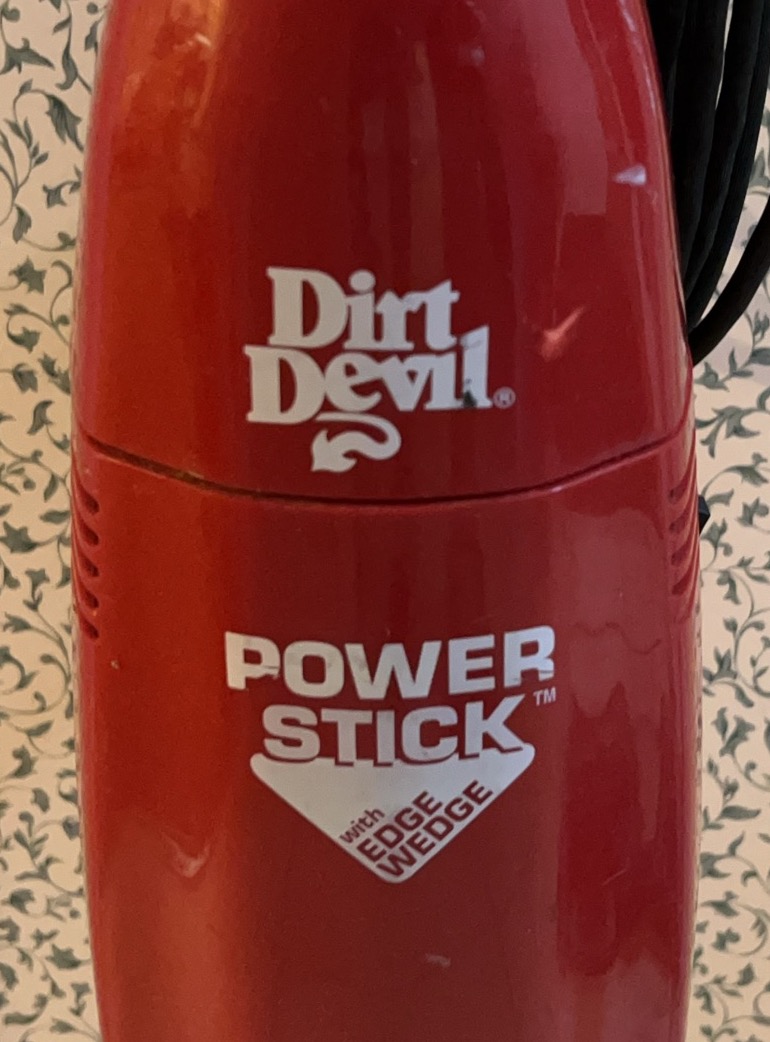 Dirt
Devil®
POWER
STICK™
with
EDGE
WEDGE